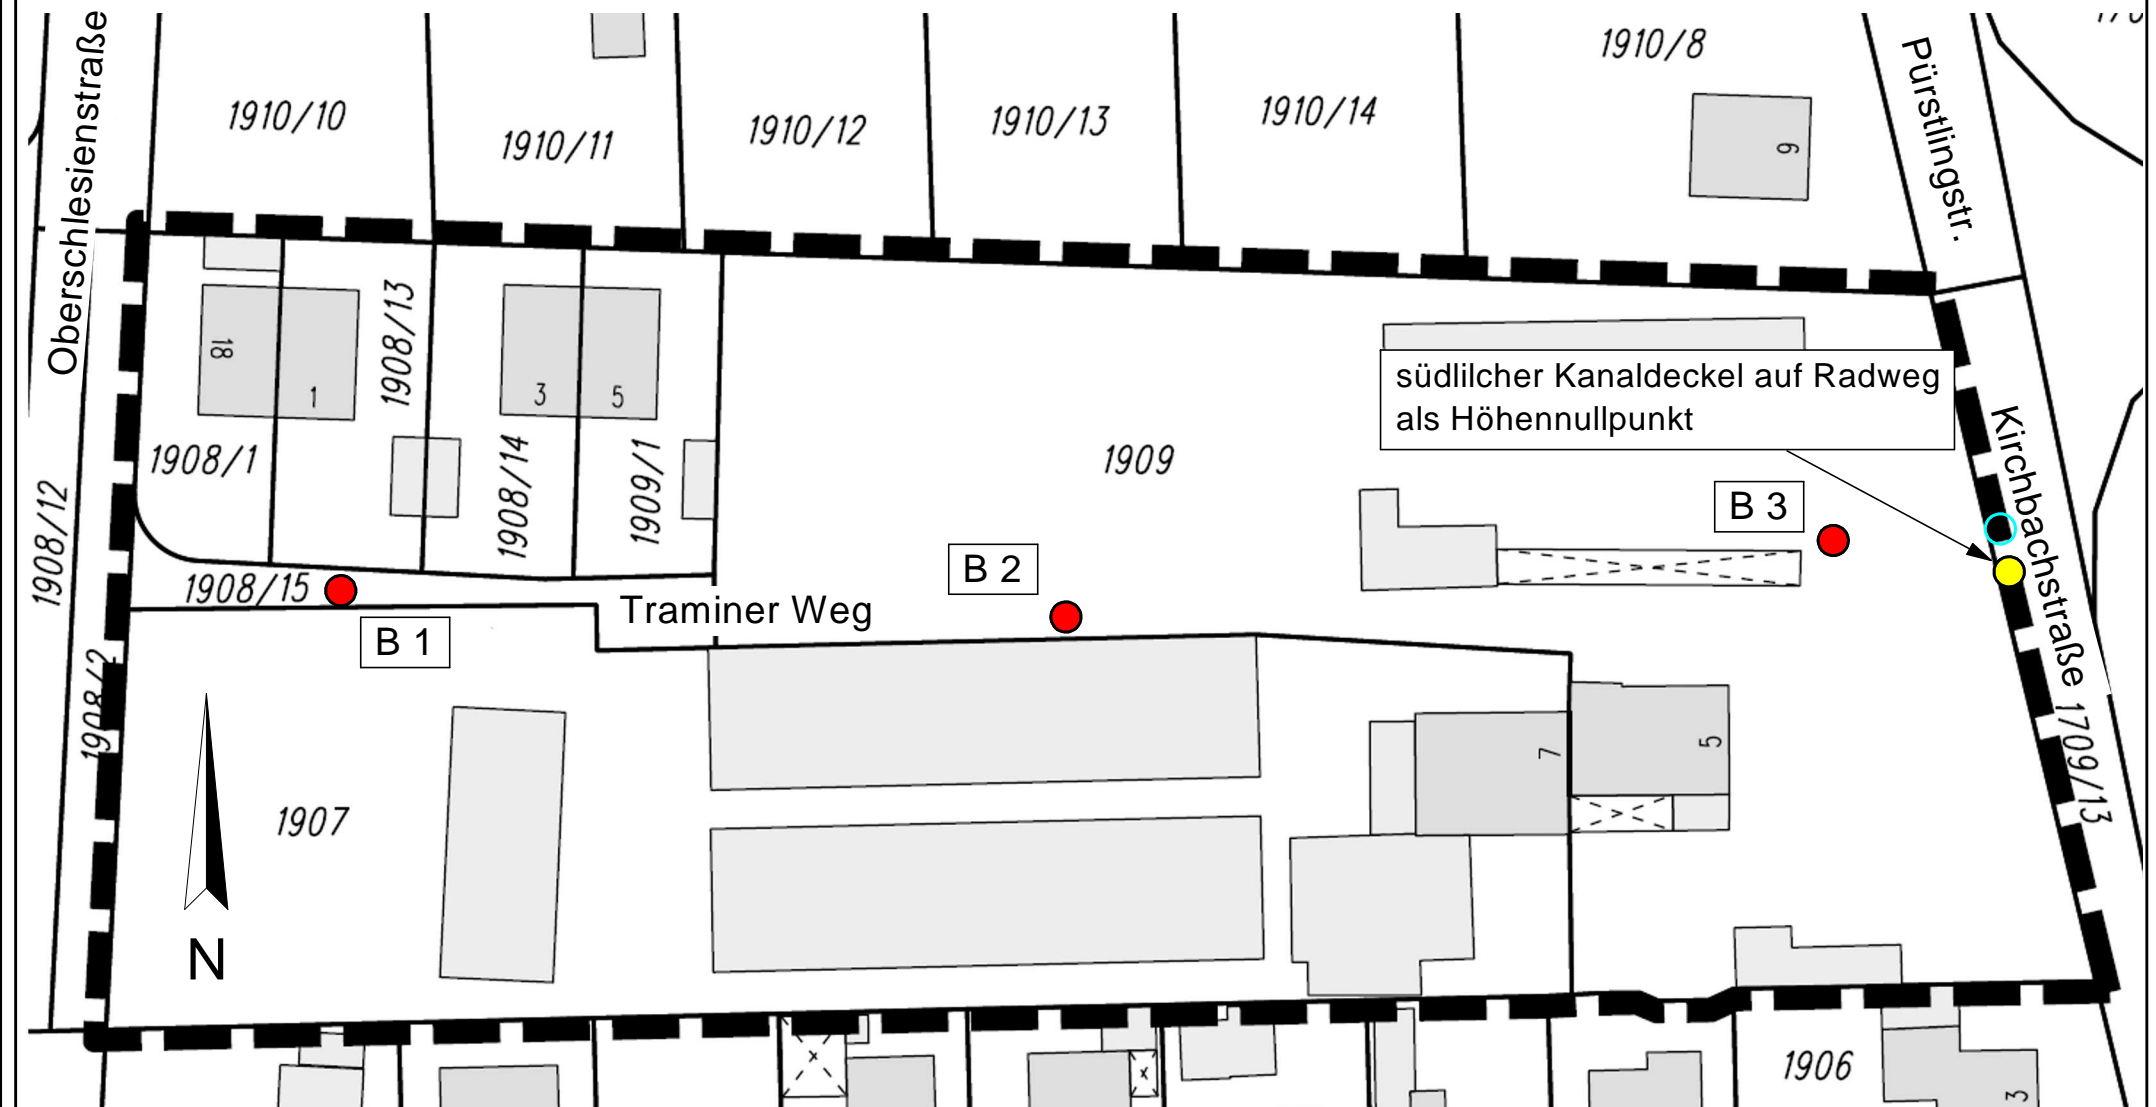 Oberschlesienstraße
1910/10
1910/11
1910/12
1910/13
1910/14
1910/8
9
Pürstlingstr.
18
1
1908/13
3
5
1908/1
1908/14
1909/1
1909
südlilcher Kanaldeckel auf Radweg
als Höhennullpunkt
Kirchbachstraße
1709/13
1908/12
1908/2
1908/15
B 1
Traminer Weg
B 2
B 3
7
5
1907
N
1906
3